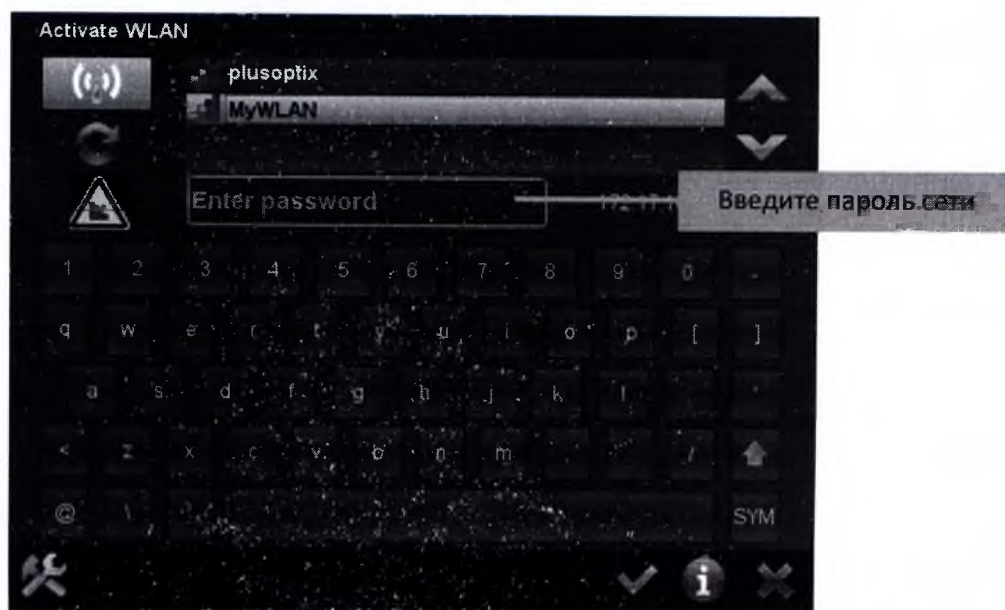 Activate WLAN
plusoptix
MyWLAN
Enter password
Введите пароль сети
1 2 3 4 5 6 7 8 9 0 -
q w e r t y u i o p [ ]
a s d f g h j k l
< z x c v b n m /
@ \
SYM